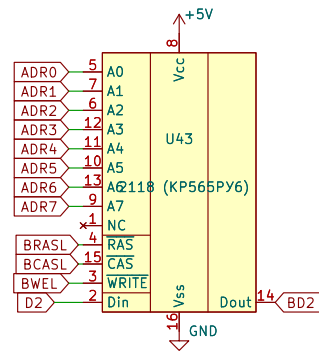 +5V
8
Vcc
ADR0 5 A0
ADR1 7 A1
ADR2 6 A2
ADR3 12 A3
U43
ADR4 11 A4
ADR5 10 A5
ADR6 13 A6 2118 (КР565РУ6)
ADR7 9 A7
1 NC
BRASL 4 RAS
BCASL 15 CAS
BWEL 3 WRITE
D2 2 Din Vss Dout 14 BD2
16
GND